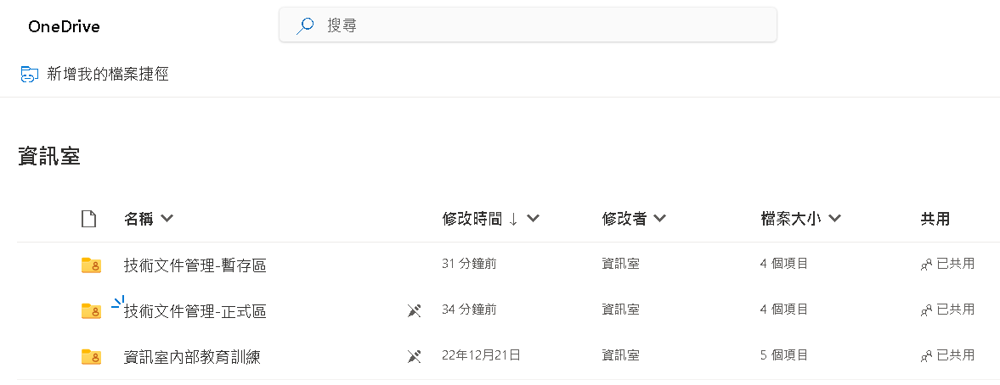 OneDrive
搜尋
新增我的檔案捷徑
資訊室
名稱 修改時間 ↓ 修改者 檔案大小 共用
技術文件管理-暫存區 31 分鐘前 資訊室 4 個項目 已共用
技術文件管理-正式區 34 分鐘前 資訊室 4 個項目 已共用
資訊室內部教育訓練 22年12月21日 資訊室 5 個項目 已共用